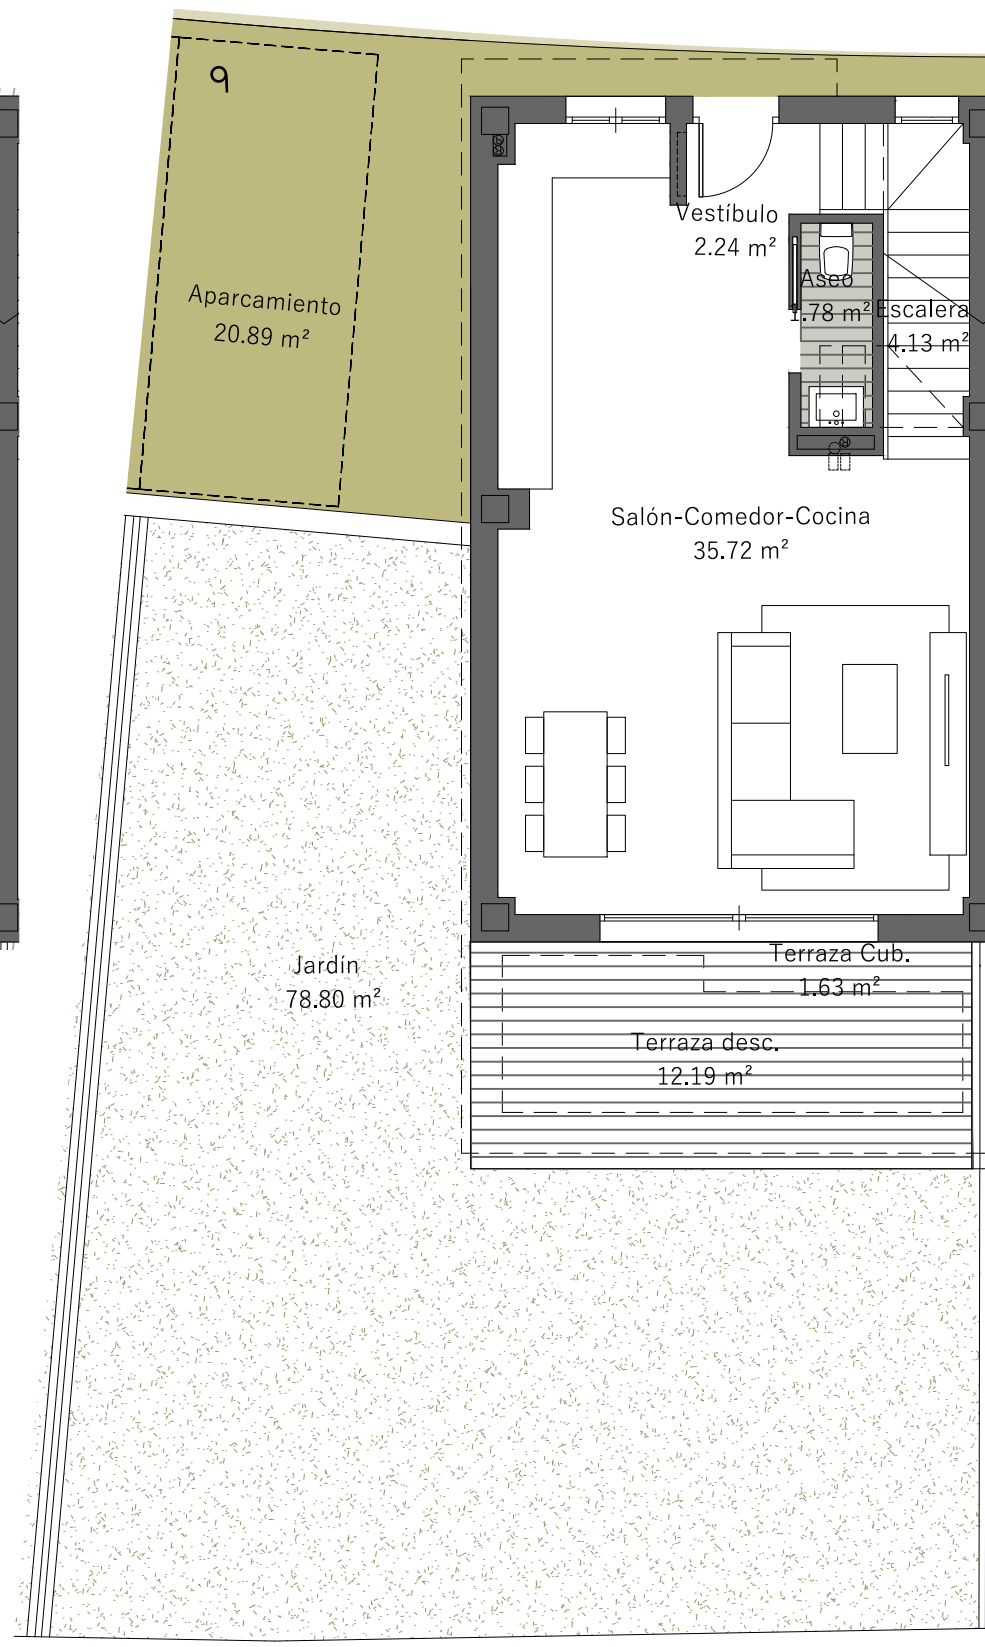 9
Aparcamiento
20.89 m²
Vestíbulo
2.24 m²
Aseo
1.78 m²
Escalera
4.13 m²
Salón-Comedor-Cocina
35.72 m²
Jardín
78.80 m²
Terraza Cub.
1.63 m²
Terraza desc.
12.19 m²